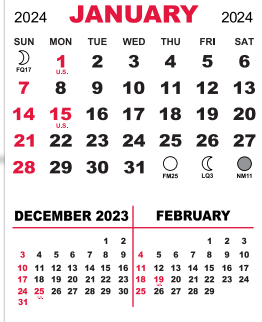 2024 JANUARY 2024
SUN MON TUE WED THU FRI SAT
FQ17 1 2 3 4 5 6
U.S.
7 8 9 10 11 12 13
14 15 16 17 18 19 20
U.S.
21 22 23 24 25 26 27
28 29 30 31 FM25 LQ3 NM11
DECEMBER 2023 FEBRUARY
1 2 1 2 3
3 4 5 6 7 8 9 4 5 6 7 8 9 10
10 11 12 13 14 15 16 11 12 13 14 15 16 17
17 18 19 20 21 22 23 18 19 20 21 22 23 24
24 25 26 27 28 29 30 25 26 27 28 29
31